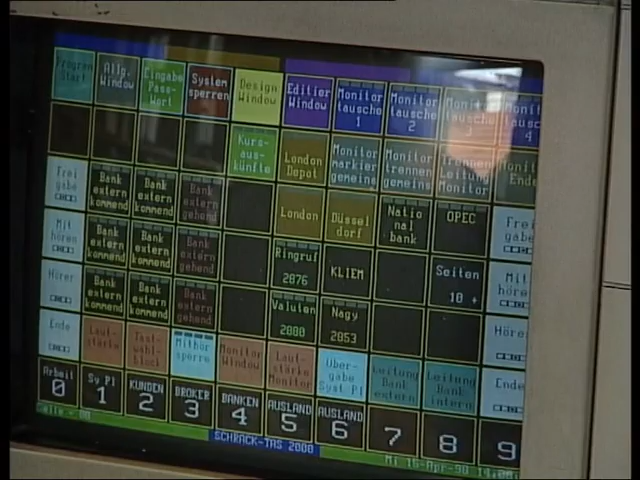 Program Start
Allg. Window
Eingabe Pass- Wort
System sperren
Design Window
Editier Window
Monitor tausche 1
Monitor tausche 2
Monitor tausche 3
Monitor tausche 4
Kurs- aus- künfte
London Depot
Monitor markier gemeins
Monitor trennen gemeins
Trennen Leitung Monitor
Monitor Ende
Frei gabe
Bank extern kommend
Bank extern kommend
Bank extern gehend
London
Düssel dorf
Natio nal bank
OPEC
Frei gabe
Mit hören
Bank extern kommend
Bank extern kommend
Bank extern gehend
Ringruf 2876
KLIEM
Seiten 10 +
Mit höre
Hörer
Bank extern kommend
Bank extern kommend
Bank extern gehend
Valuten 2880
Nagy 2853
Höre
Ende
Laut- stärke
Tast- wahl-
Mithör sperre
Monitor Window
Laut- stärke Monitor
Über- gabe Syst Pl
Leitung Bank extern
Leitung Bank intern
Ende
Arbeit 0
Sy Pl 1
KUNDEN 2
BROKER 3
BANKEN 4
AUSLAND 5
AUSLAND 6
7
8
9
SCHRACK-TAS 2000